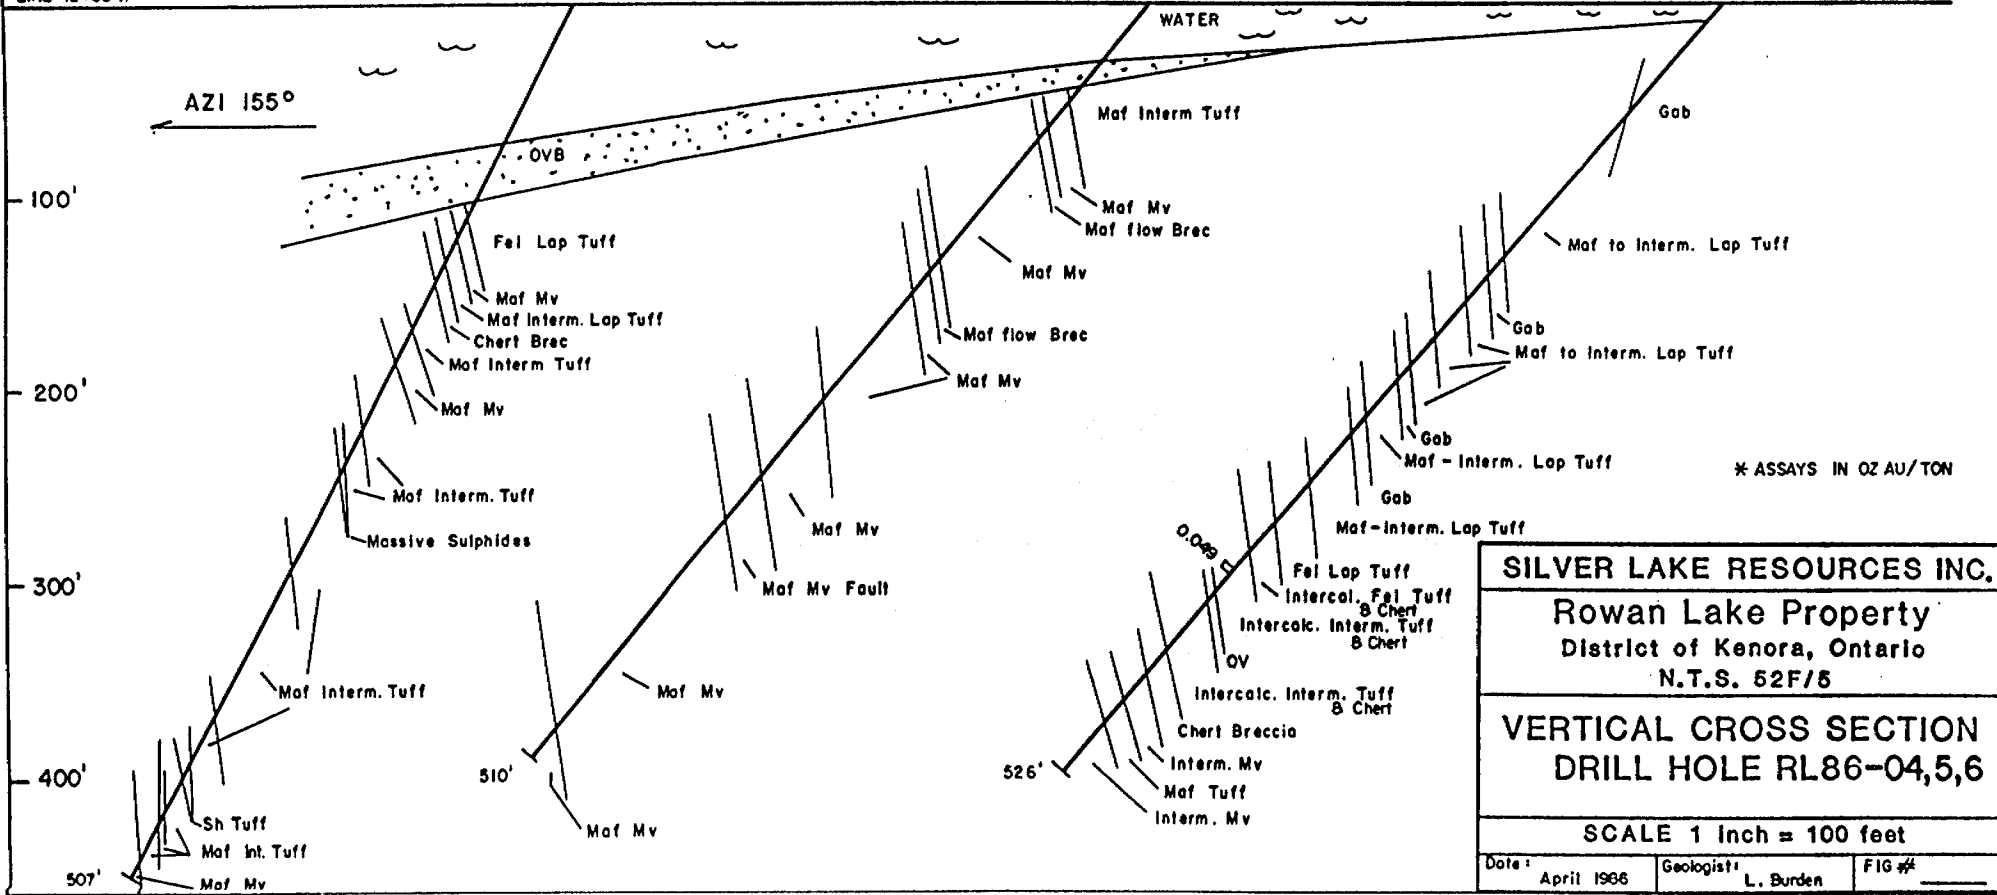 WATER
AZI 155°
OVB
100'
200'
300'
400'
Fel Lap Tuff
Maf Mv
Maf Interm. Lap Tuff
Chert Brec
Maf Interm Tuff
Maf Mv
Maf Interm. Tuff
Massive Sulphides
Maf Interm. Tuff
Sh Tuff
Maf Int. Tuff
Maf Mv
507'
Maf Interm Tuff
Maf Mv
Maf flow Brec
Maf Mv
Maf flow Brec
Maf Mv
Maf Mv
Maf Mv Fault
Maf Mv
510'
Maf Mv
Gab
Maf to Interm. Lap Tuff
Gab
Maf to Interm. Lap Tuff
Gab
Maf - Interm. Lap Tuff
Gab
Maf-Interm. Lap Tuff
0.049
Fel Lap Tuff
Intercal. Fel Tuff
& Chert
Intercalc. Interm. Tuff
& Chert
QV
Intercalc. Interm. Tuff
& Chert
Chert Breccia
Interm. Mv
Maf Tuff
Interm. Mv
526'
* ASSAYS IN OZ AU/TON
SILVER LAKE RESOURCES INC.
Rowan Lake Property
District of Kenora, Ontario
N.T.S. 52F/5
VERTICAL CROSS SECTION
DRILL HOLE RL86-04,5,6
SCALE 1 inch = 100 feet
Date: April 1986
Geologist: L. Burden
FIG #